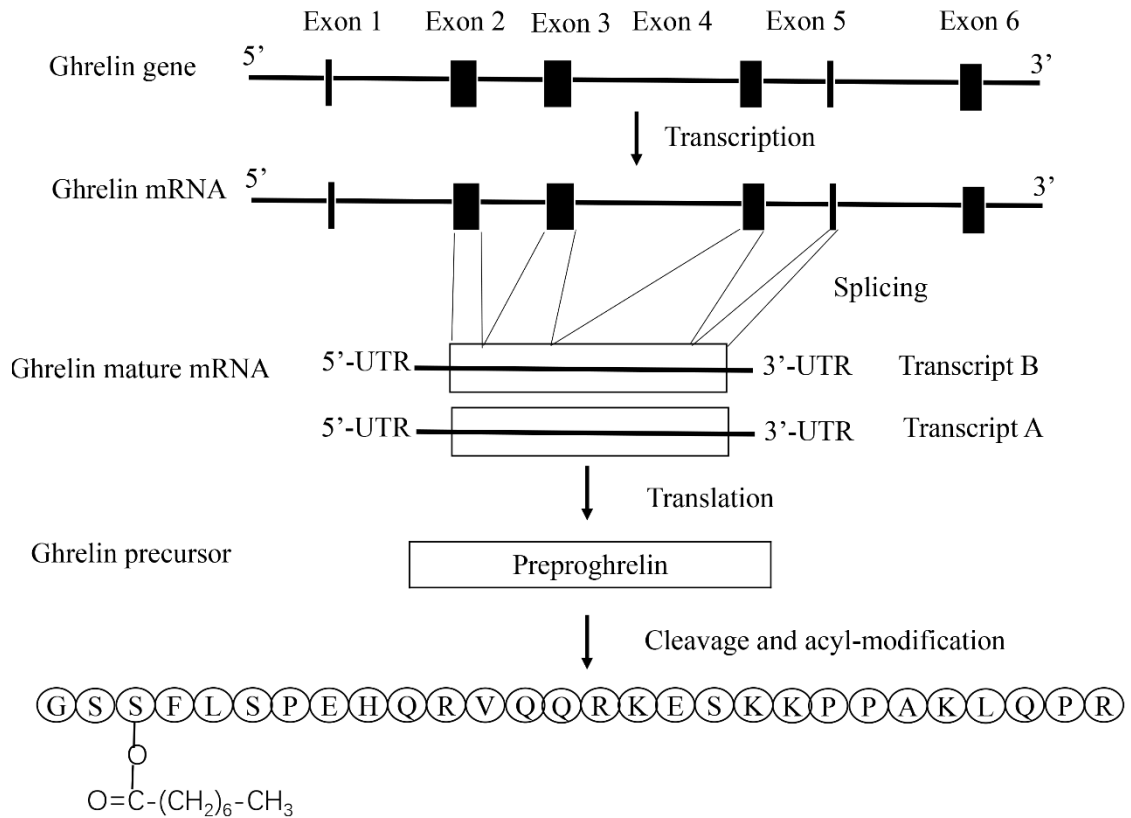 Exon 1 Exon 2 Exon 3 Exon 4 Exon 5 Exon 6
Ghrelin gene 5’ 3’
Transcription
Ghrelin mRNA 5’ 3’
Splicing
Ghrelin mature mRNA 5’-UTR 3’-UTR Transcript B
5’-UTR 3’-UTR Transcript A
Translation
Ghrelin precursor Preproghrelin
Cleavage and acyl-modification
G S S F L S P E H Q R V Q Q R K E S K K P P A K L Q P R
O
O=C-(CH₂)₆-CH₃